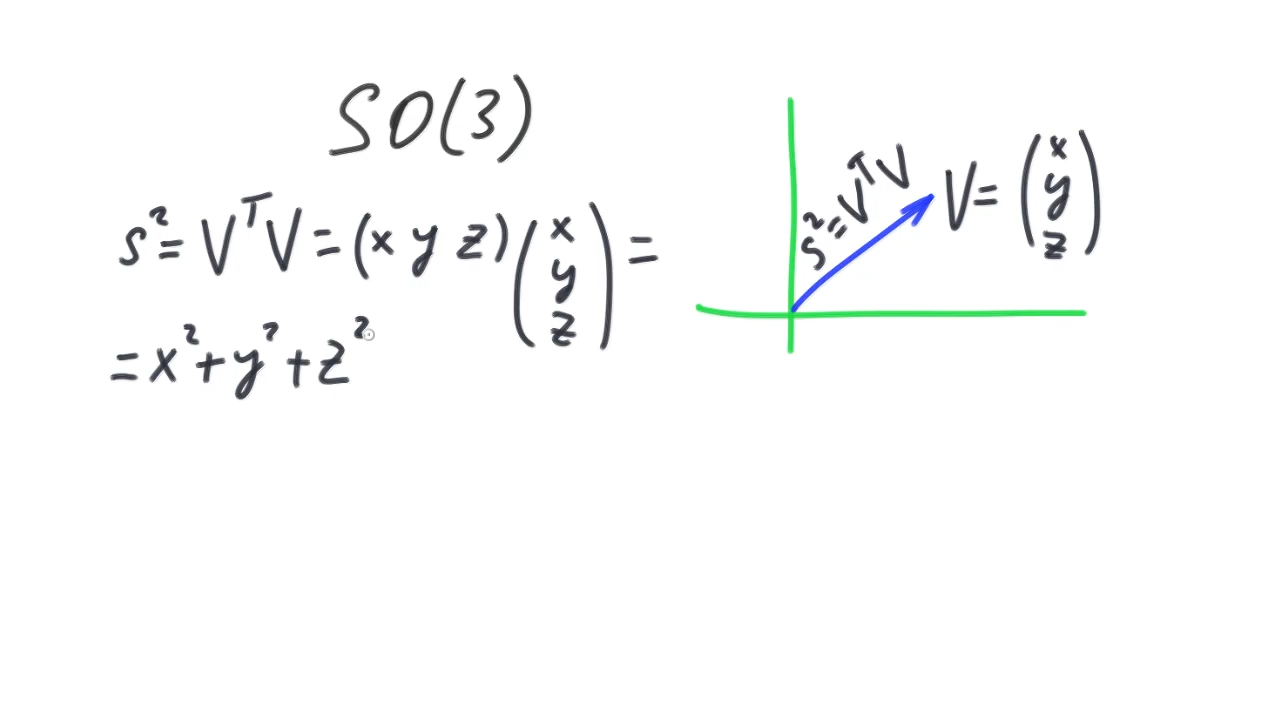 SO(3)
s² = VᵀV = (x y z) (x y z) =
= x² + y² + z²
s² = VᵀV
V = (x y z)